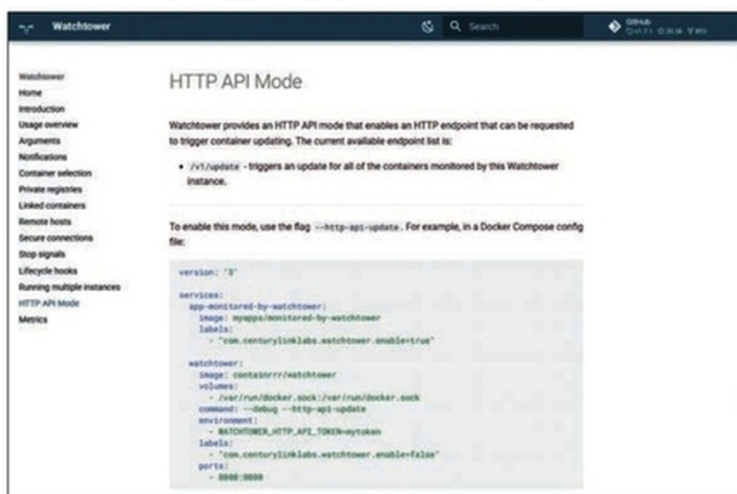 Watchtower
Search
GitHub
Watchtower
Home
Introduction
Usage overview
Arguments
Notifications
Container selection
Private registries
Linked containers
Remote hosts
Secure connections
Stop signals
Lifecycle hooks
Running multiple instances
HTTP API Mode
Metrics
HTTP API Mode
Watchtower provides an HTTP API mode that enables an HTTP endpoint that can be requested
to trigger container updating. The current available endpoint list is:
• /v1/update - triggers an update for all of the containers monitored by this Watchtower
instance.
To enable this mode, use the flag --http-api-update. For example, in a Docker Compose config
file:
version: '3'
services:
app-monitored-by-watchtower:
image: myapps/monitored-by-watchtower
labels:
- "com.centurylinklabs.watchtower.enable=true"
watchtower:
image: containrrr/watchtower
volumes:
- /var/run/docker.sock:/var/run/docker.sock
command: --debug --http-api-update
environment:
- WATCHTOWER_HTTP_API_TOKEN=mytoken
labels:
- "com.centurylinklabs.watchtower.enable=false"
ports:
- 8080:8080